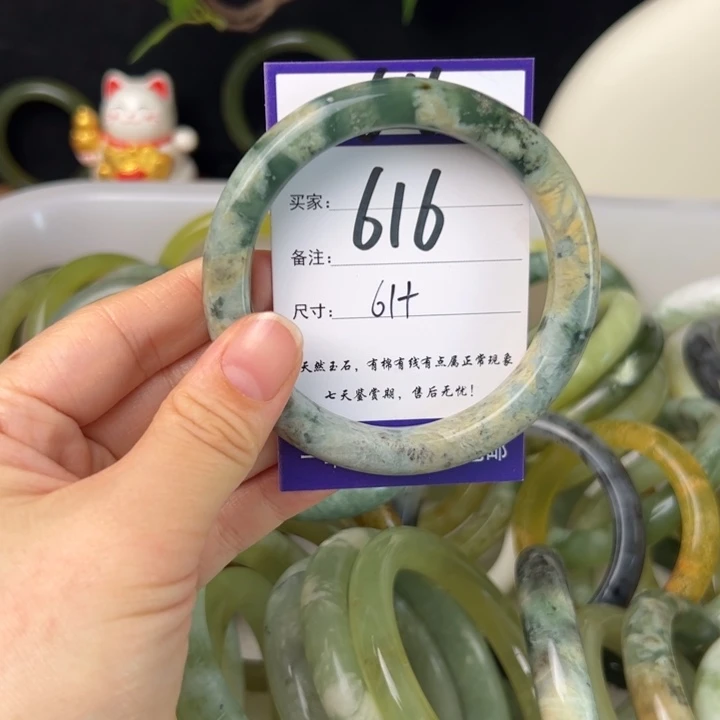 买家：616
备注：
尺寸：61+
天然玉石，有棉有线有点属正常现象
七天鉴赏期，售后无忧！